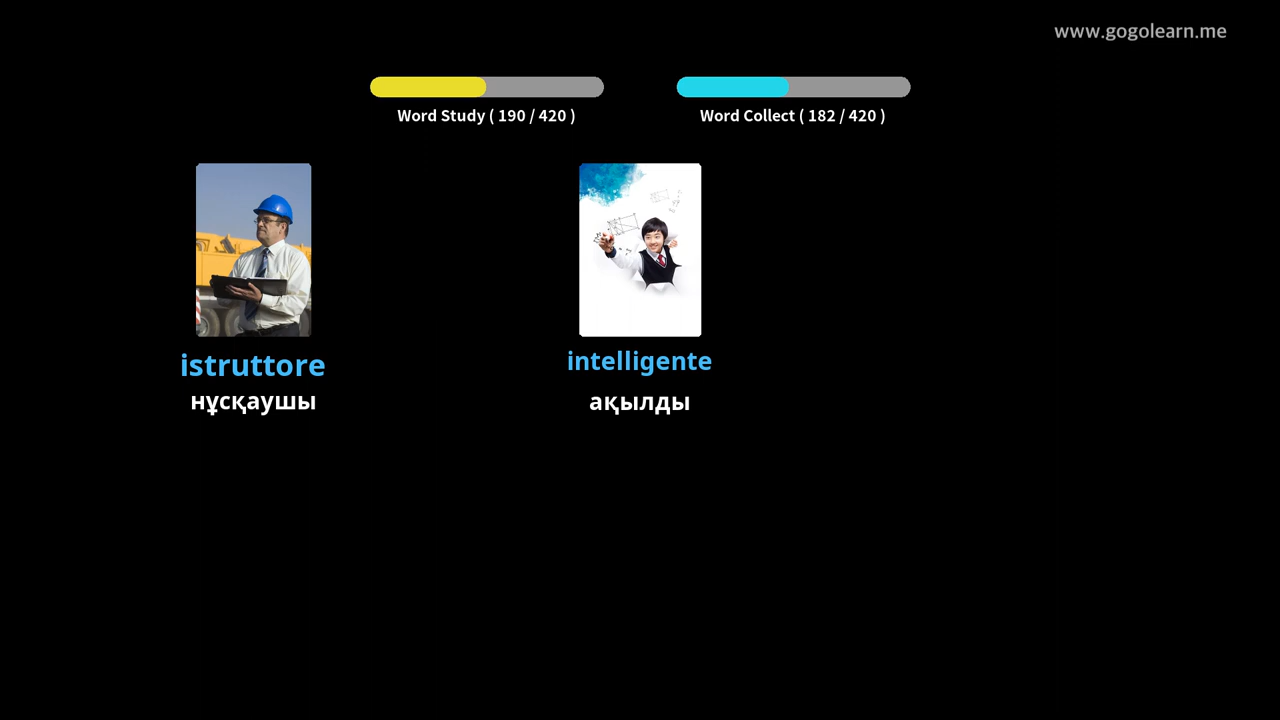 www.gogolearn.me
Word Study ( 190 / 420 )
Word Collect ( 182 / 420 )
istruttore
нұсқаушы
intelligente
ақылды